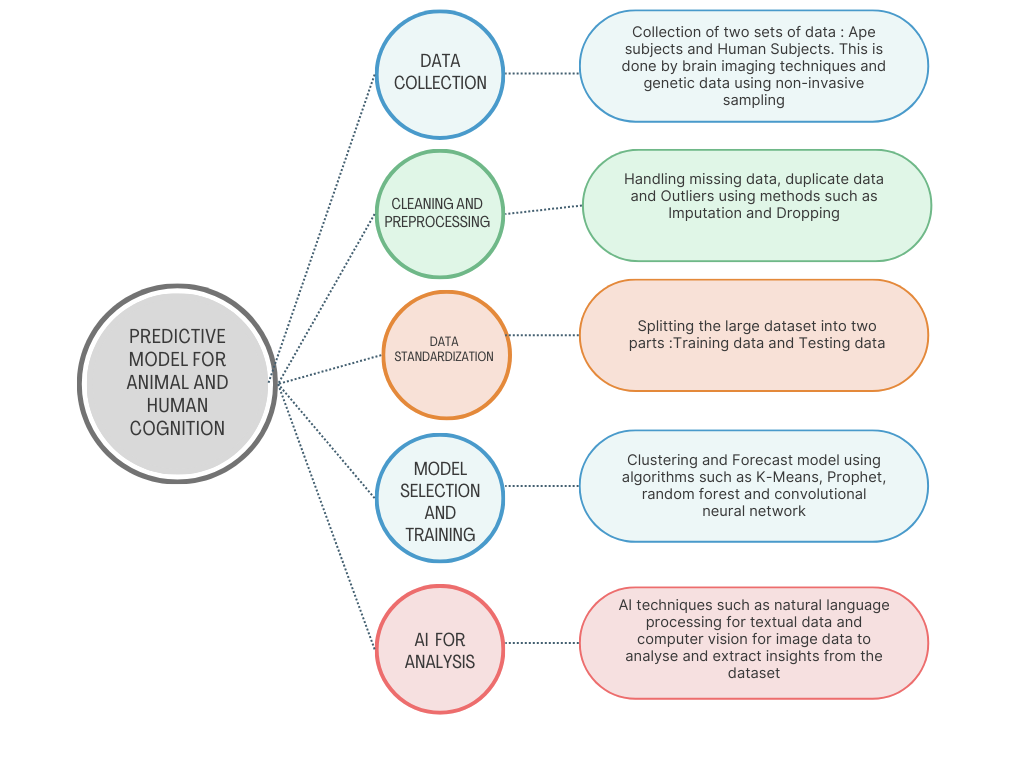 PREDICTIVE
MODEL FOR
ANIMAL AND
HUMAN
COGNITION
DATA
COLLECTION
Collection of two sets of data : Ape
subjects and Human Subjects. This is
done by brain imaging techniques and
genetic data using non-invasive
sampling
CLEANING AND
PREPROCESSING
Handling missing data, duplicate data
and Outliers using methods such as
Imputation and Dropping
DATA
STANDARDIZATION
Splitting the large dataset into two
parts :Training data and Testing data
MODEL
SELECTION
AND
TRAINING
Clustering and Forecast model using
algorithms such as K-Means, Prophet,
random forest and convolutional
neural network
AI FOR
ANALYSIS
AI techniques such as natural language
processing for textual data and
computer vision for image data to
analyse and extract insights from the
dataset